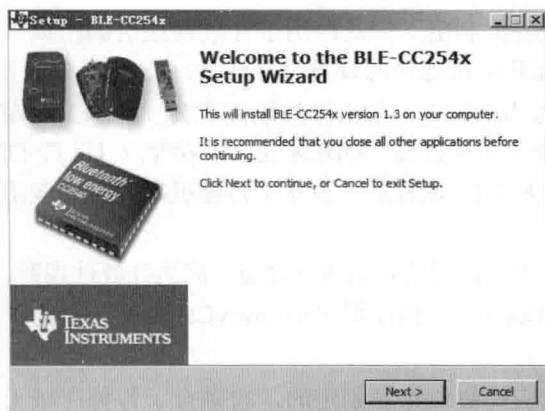 Setup - BLE-CC254x
Welcome to the BLE-CC254x
Setup Wizard
This will install BLE-CC254x version 1.3 on your computer.
It is recommended that you close all other applications before
continuing.
Click Next to continue, or Cancel to exit Setup.
Bluetooth
low energy
CC2540
TEXAS
INSTRUMENTS
Next >
Cancel